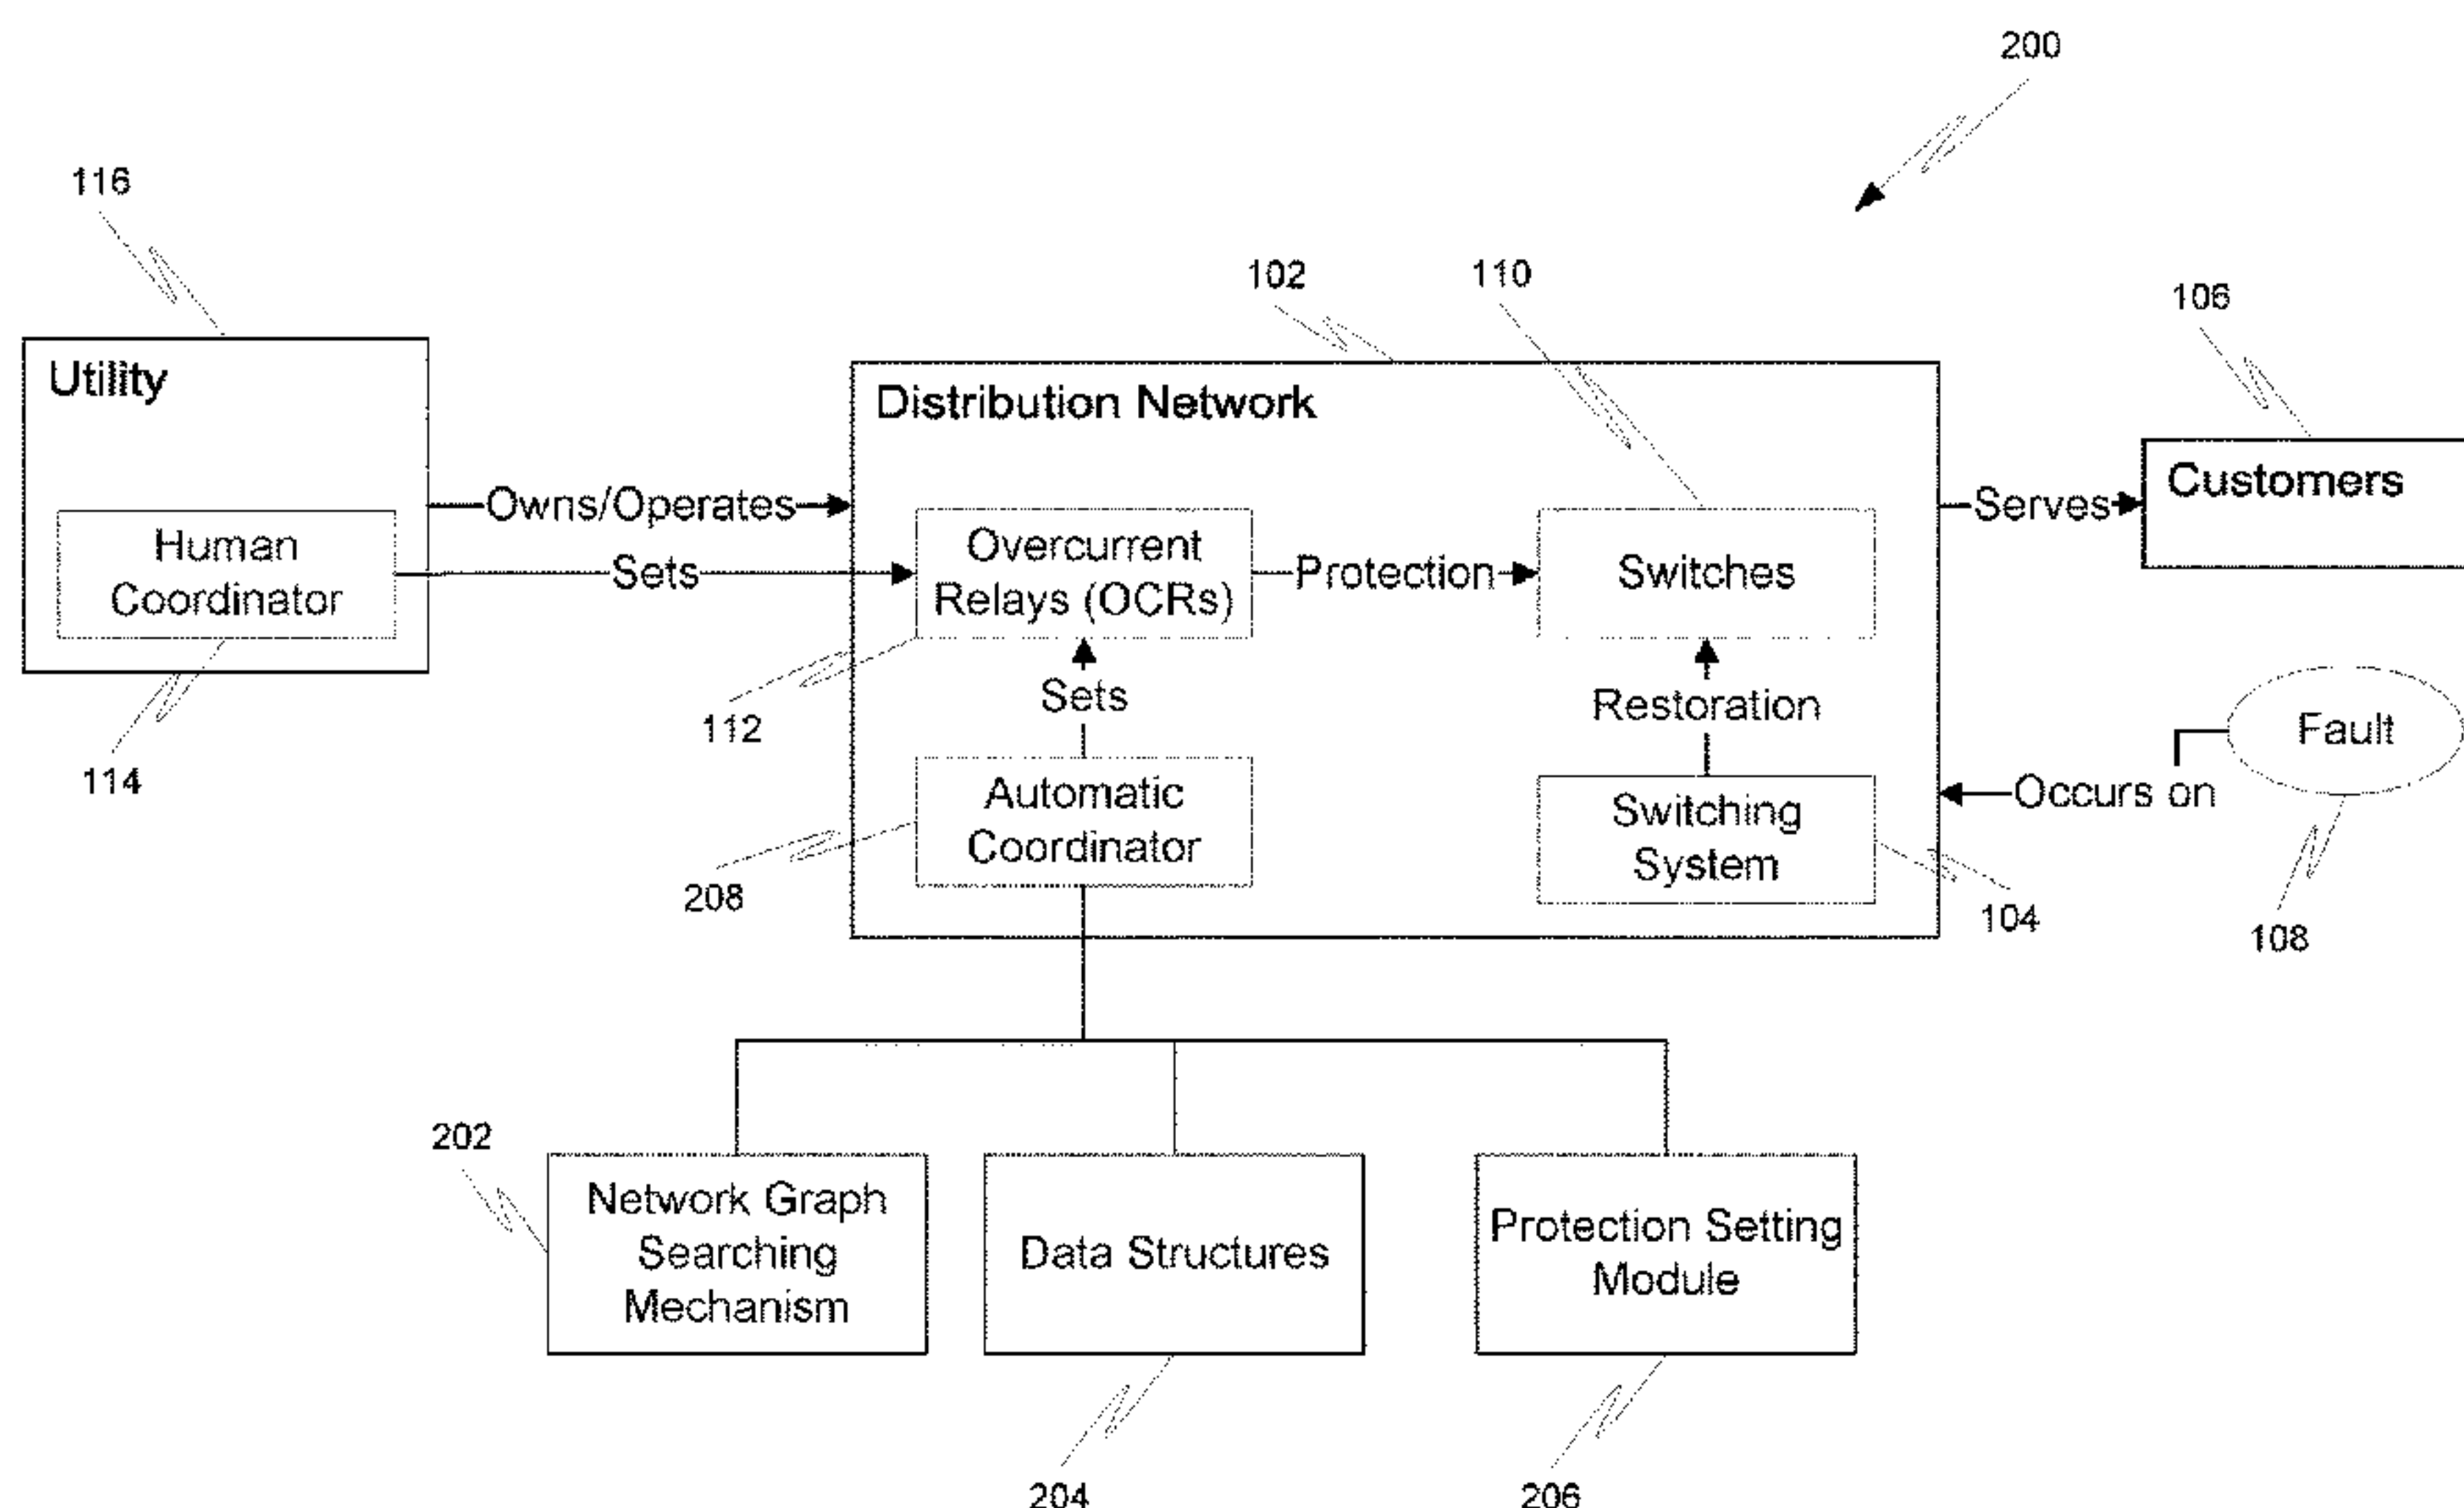 200
116
102
110
106
Utility
Distribution Network
Customers
Owns/Operates
Serves
Human
Coordinator
Sets
Overcurrent
Relays (OCRs)
Protection
Switches
Sets
Restoration
112
114
Fault
Occurs on
Automatic
Coordinator
Switching
System
208
104
108
202
Network Graph
Searching
Mechanism
Data Structures
Protection Setting
Module
204
206